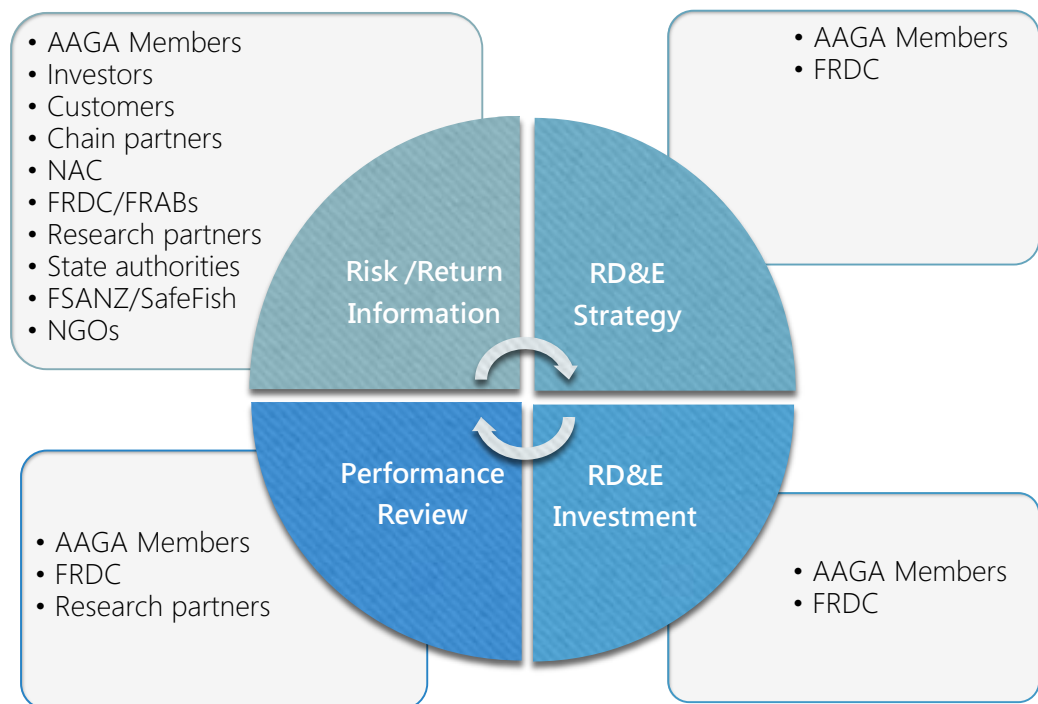 • AAGA Members
• Investors
• Customers
• Chain partners
• NAC
• FRDC/FRABs
• Research partners
• State authorities
• FSANZ/SafeFish
• NGOs
• AAGA Members
• FRDC
Risk /Return
Information
RD&E
Strategy
Performance
Review
RD&E
Investment
• AAGA Members
• FRDC
• Research partners
• AAGA Members
• FRDC